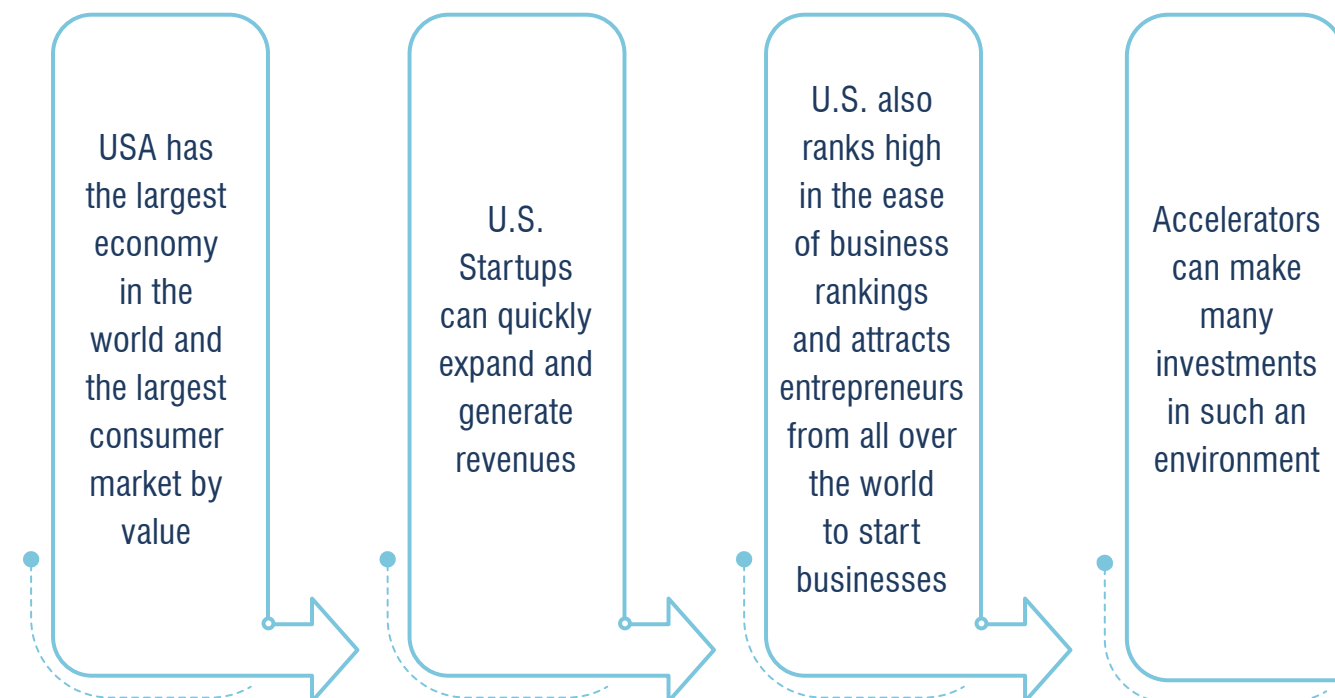 USA has
the largest
economy
in the
world and
the largest
consumer
market by
value
U.S.
Startups
can quickly
expand and
generate
revenues
U.S. also
ranks high
in the ease
of business
rankings
and attracts
entrepreneurs
from all over
the world
to start
businesses
Accelerators
can make
many
investments
in such an
environment